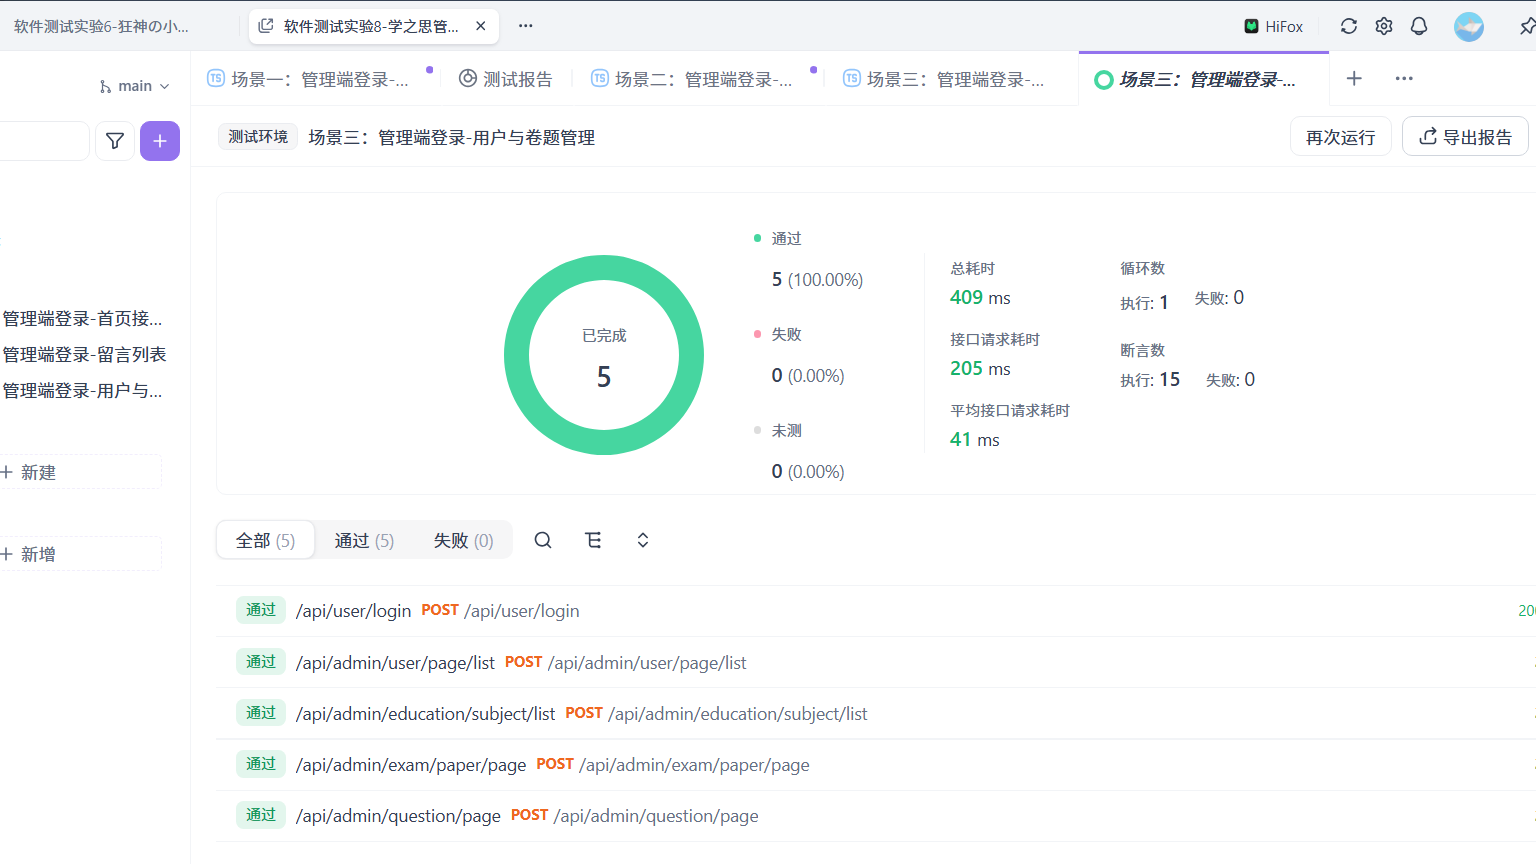 软件测试实验6-狂神の小...
软件测试实验8-学之思管...
HiFox
main
场景一：管理端登录-...
测试报告
场景二：管理端登录-...
场景三：管理端登录-...
场景三：管理端登录-...
测试环境 场景三：管理端登录-用户与卷题管理
再次运行
导出报告
管理端登录-首页接...
管理端登录-留言列表
管理端登录-用户与...
新建
新增
已完成
5
通过
5 (100.00%)
失败
0 (0.00%)
未测
0 (0.00%)
总耗时
409 ms
接口请求耗时
205 ms
平均接口请求耗时
41 ms
循环数
执行: 1 失败: 0
断言数
执行: 15 失败: 0
全部 (5) 通过 (5) 失败 (0)
通过 /api/user/login POST /api/user/login
通过 /api/admin/user/page/list POST /api/admin/user/page/list
通过 /api/admin/education/subject/list POST /api/admin/education/subject/list
通过 /api/admin/exam/paper/page POST /api/admin/exam/paper/page
通过 /api/admin/question/page POST /api/admin/question/page